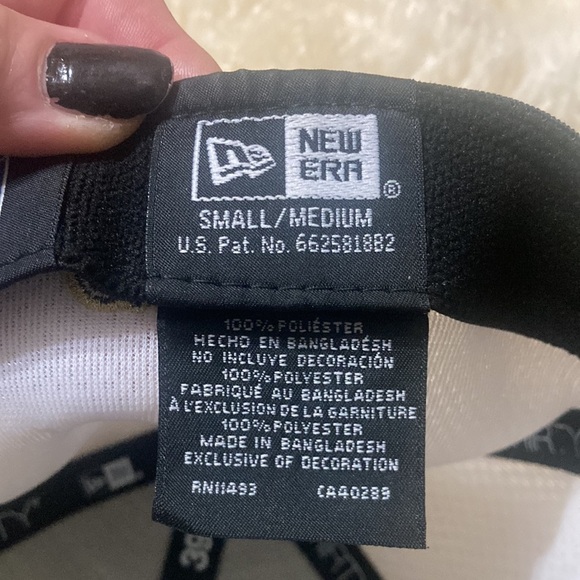 NEW
ERA
®
SMALL/MEDIUM
U.S. Pat. No. 6625818B2
100% POLIÉSTER
HECHO EN BANGLADÉSH
NO INCLUYE DECORACIÓN
100% POLYESTER
FABRIQUÉ AU BANGLADESH
À L'EXCLUSION DE LA GARNITURE
100% POLYESTER
MADE IN BANGLADESH
EXCLUSIVE OF DECORATION
RN11493 CA40289
39